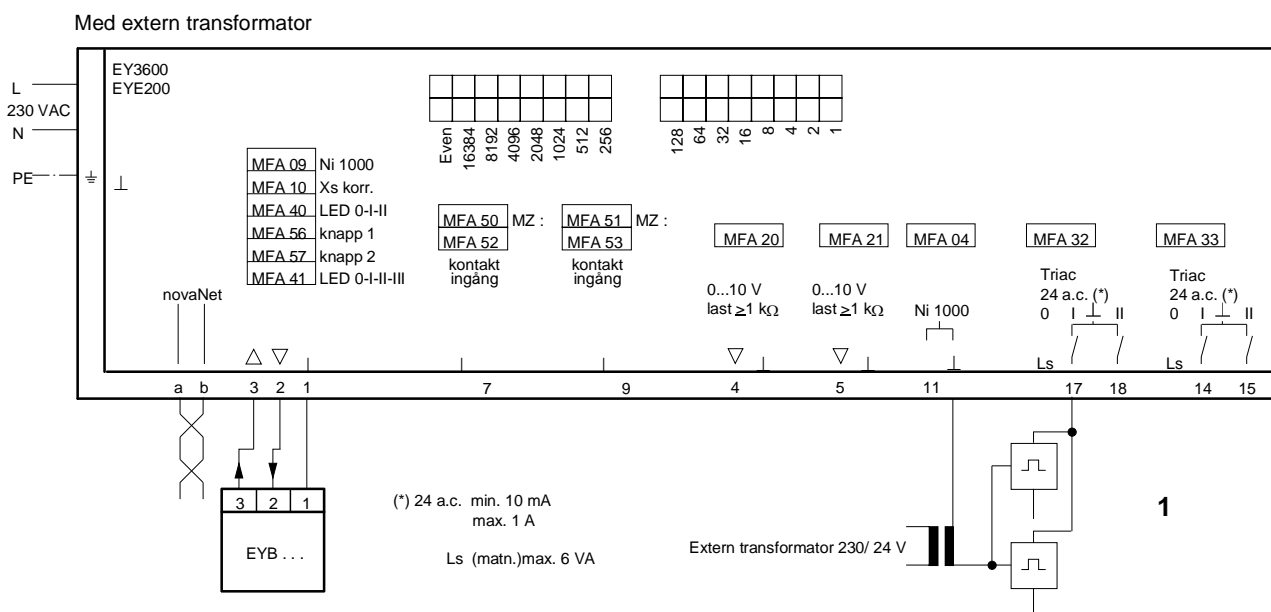 Med extern transformator
EY3600
EYE200
L
230 VAC
N
PE
Even
16384
8192
4096
2048
1024
512
256
128
64
32
16
8
4
2
1
MFA 09 Ni 1000
MFA 10 Xs korr.
MFA 40 LED 0-I-II
MFA 56 knapp 1
MFA 57 knapp 2
MFA 41 LED 0-I-II-III
MFA 50 MZ :
MFA 52
kontakt
ingång
MFA 51 MZ :
MFA 53
kontakt
ingång
MFA 20
0...10 V
last ≥1 kΩ
MFA 21
0...10 V
last ≥1 kΩ
MFA 04
Ni 1000
MFA 32
Triac
24 a.c. (*)
0 I II
Ls
MFA 33
Triac
24 a.c. (*)
0 I II
Ls
novaNet
a b 3 2 1 7 9 4 5 11 17 18 14 15
3 2 1
EYB . . .
(*) 24 a.c. min. 10 mA
max. 1 A
Ls (matn.)max. 6 VA
Extern transformator 230/ 24 V
1